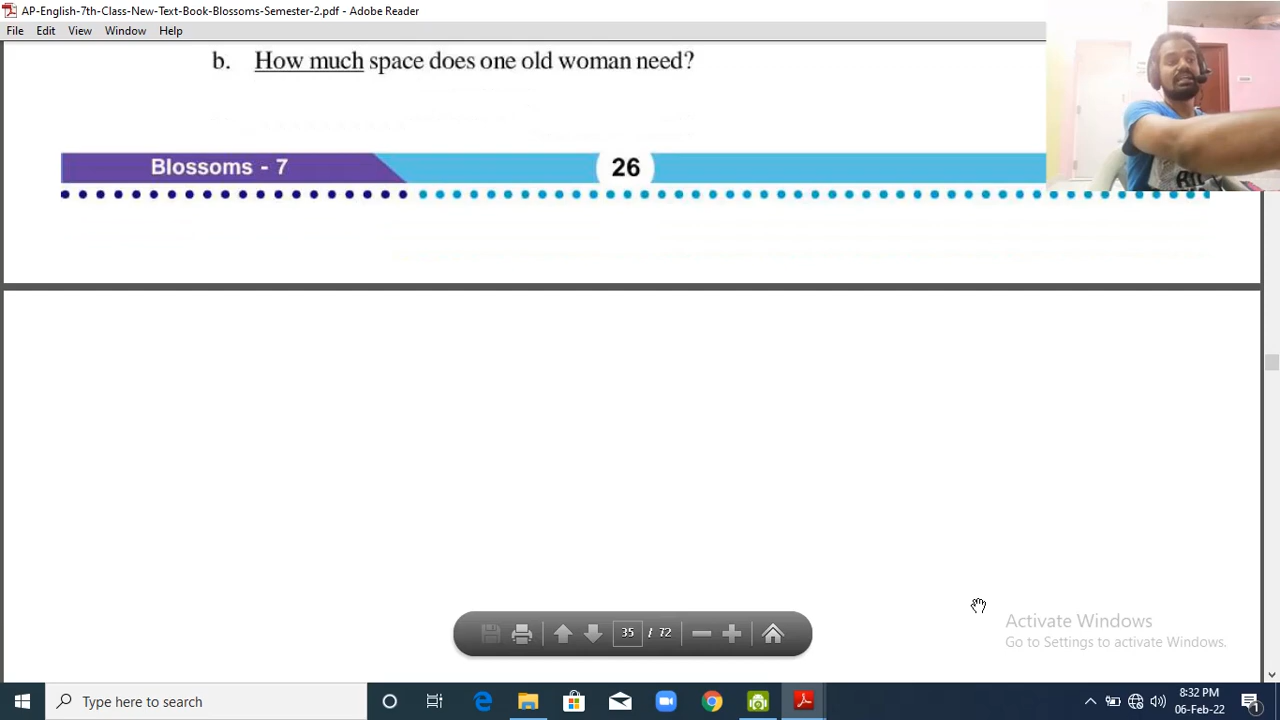 AP-English-7th-Class-New-Text-Book-Blossoms-Semester-2.pdf - Adobe Reader
File Edit View Window Help
b. How much space does one old woman need?
Blossoms - 7 26
35 / 72
Activate Windows
Go to Settings to activate Windows.
Type here to search
8:32 PM
06-Feb-22
1